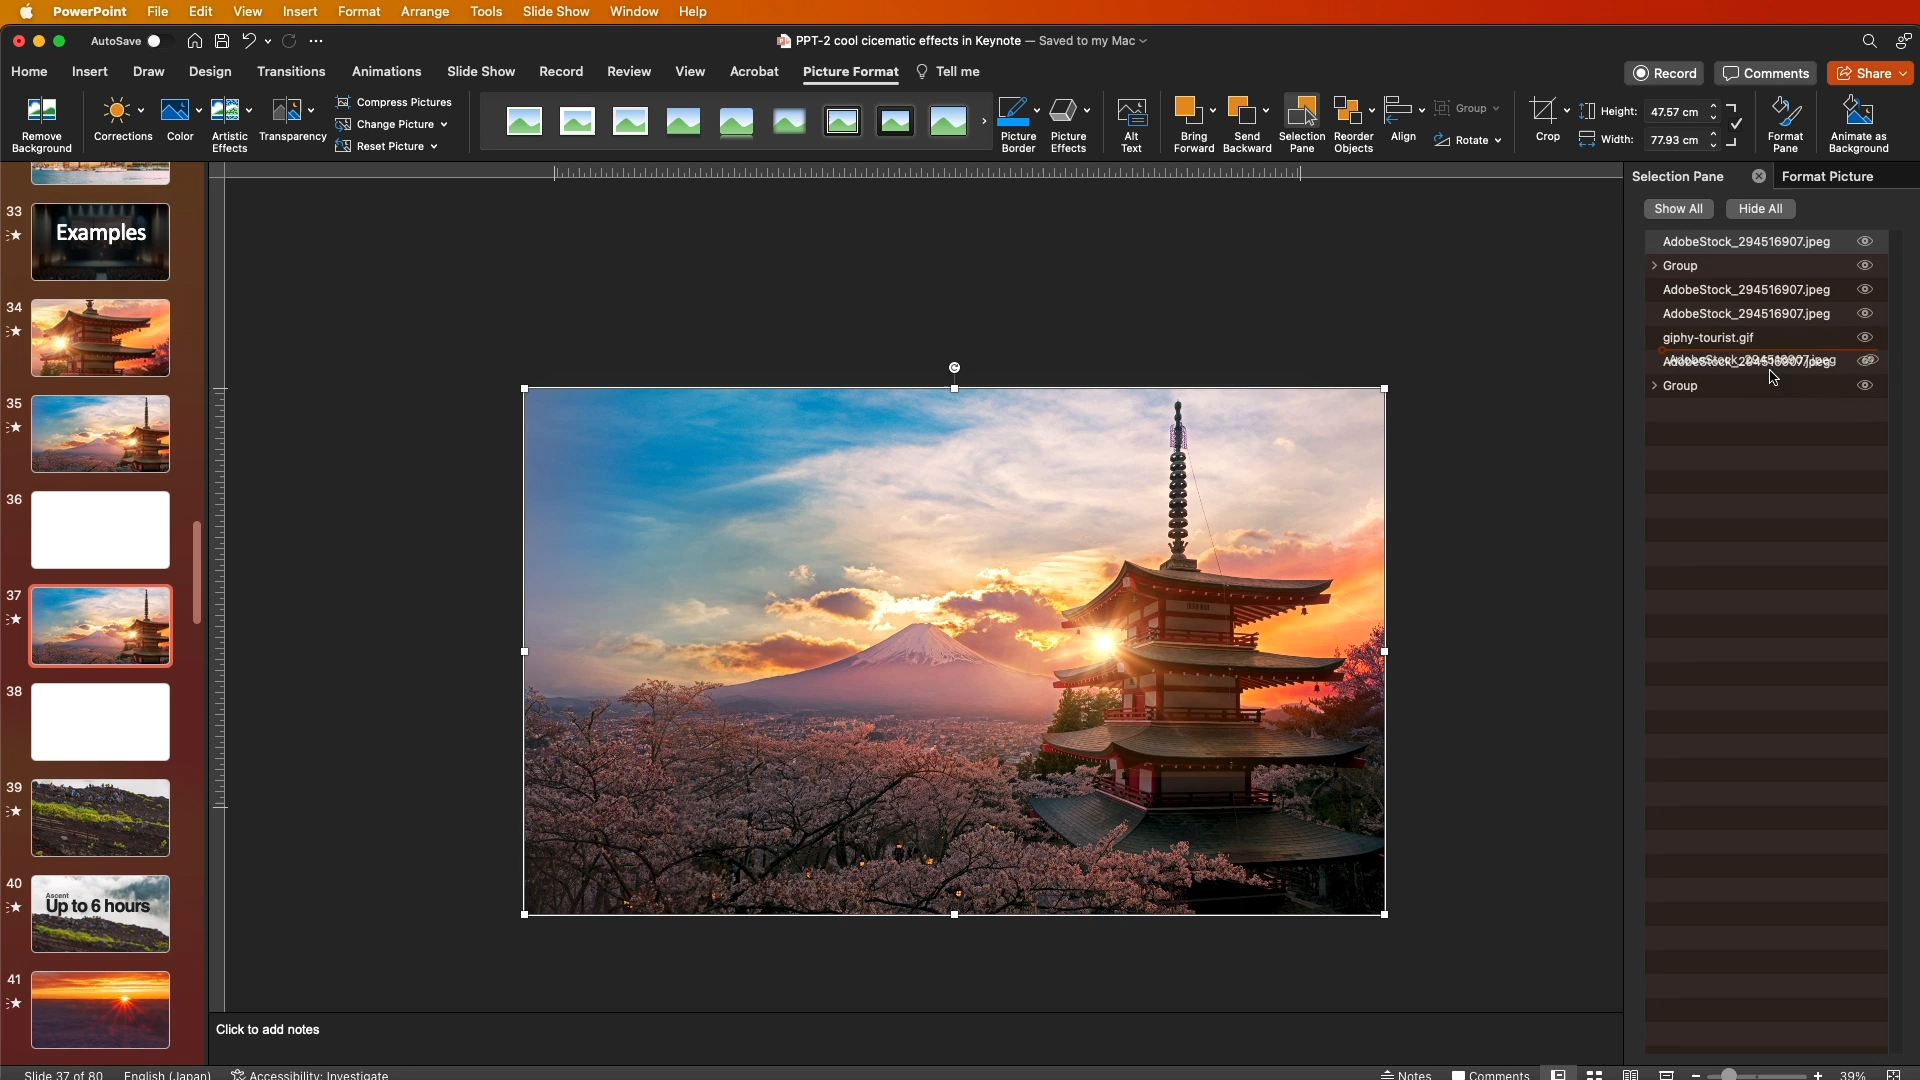 PowerPoint File Edit View Insert Format Arrange Tools Slide Show Window Help
AutoSave
PPT-2 cool cicematic effects in Keynote — Saved to my Mac
Home Insert Draw Design Transitions Animations Slide Show Record Review View Acrobat Picture Format Tell me
Record Comments Share
Remove Background
Corrections
Color
Artistic Effects
Transparency
Compress Pictures
Change Picture
Reset Picture
Picture Border
Picture Effects
Alt Text
Bring Forward
Send Backward
Selection Pane
Reorder Objects
Align
Group
Rotate
Crop
Height: 47.57 cm
Width: 77.93 cm
Format Pane
Animate as Background
33
Examples
34
35
36
37
38
39
40
Ascent
Up to 6 hours
41
Selection Pane
Format Picture
Show All
Hide All
AdobeStock_294516907.jpeg
Group
AdobeStock_294516907.jpeg
AdobeStock_294516907.jpeg
giphy-tourist.gif
AdobeStock_294516907.jpeg
AdobeStock_294516907.jpeg
Group
Click to add notes
Slide 37 of 80 English (Japan) Accessibility: Investigate
Notes Comments 39%